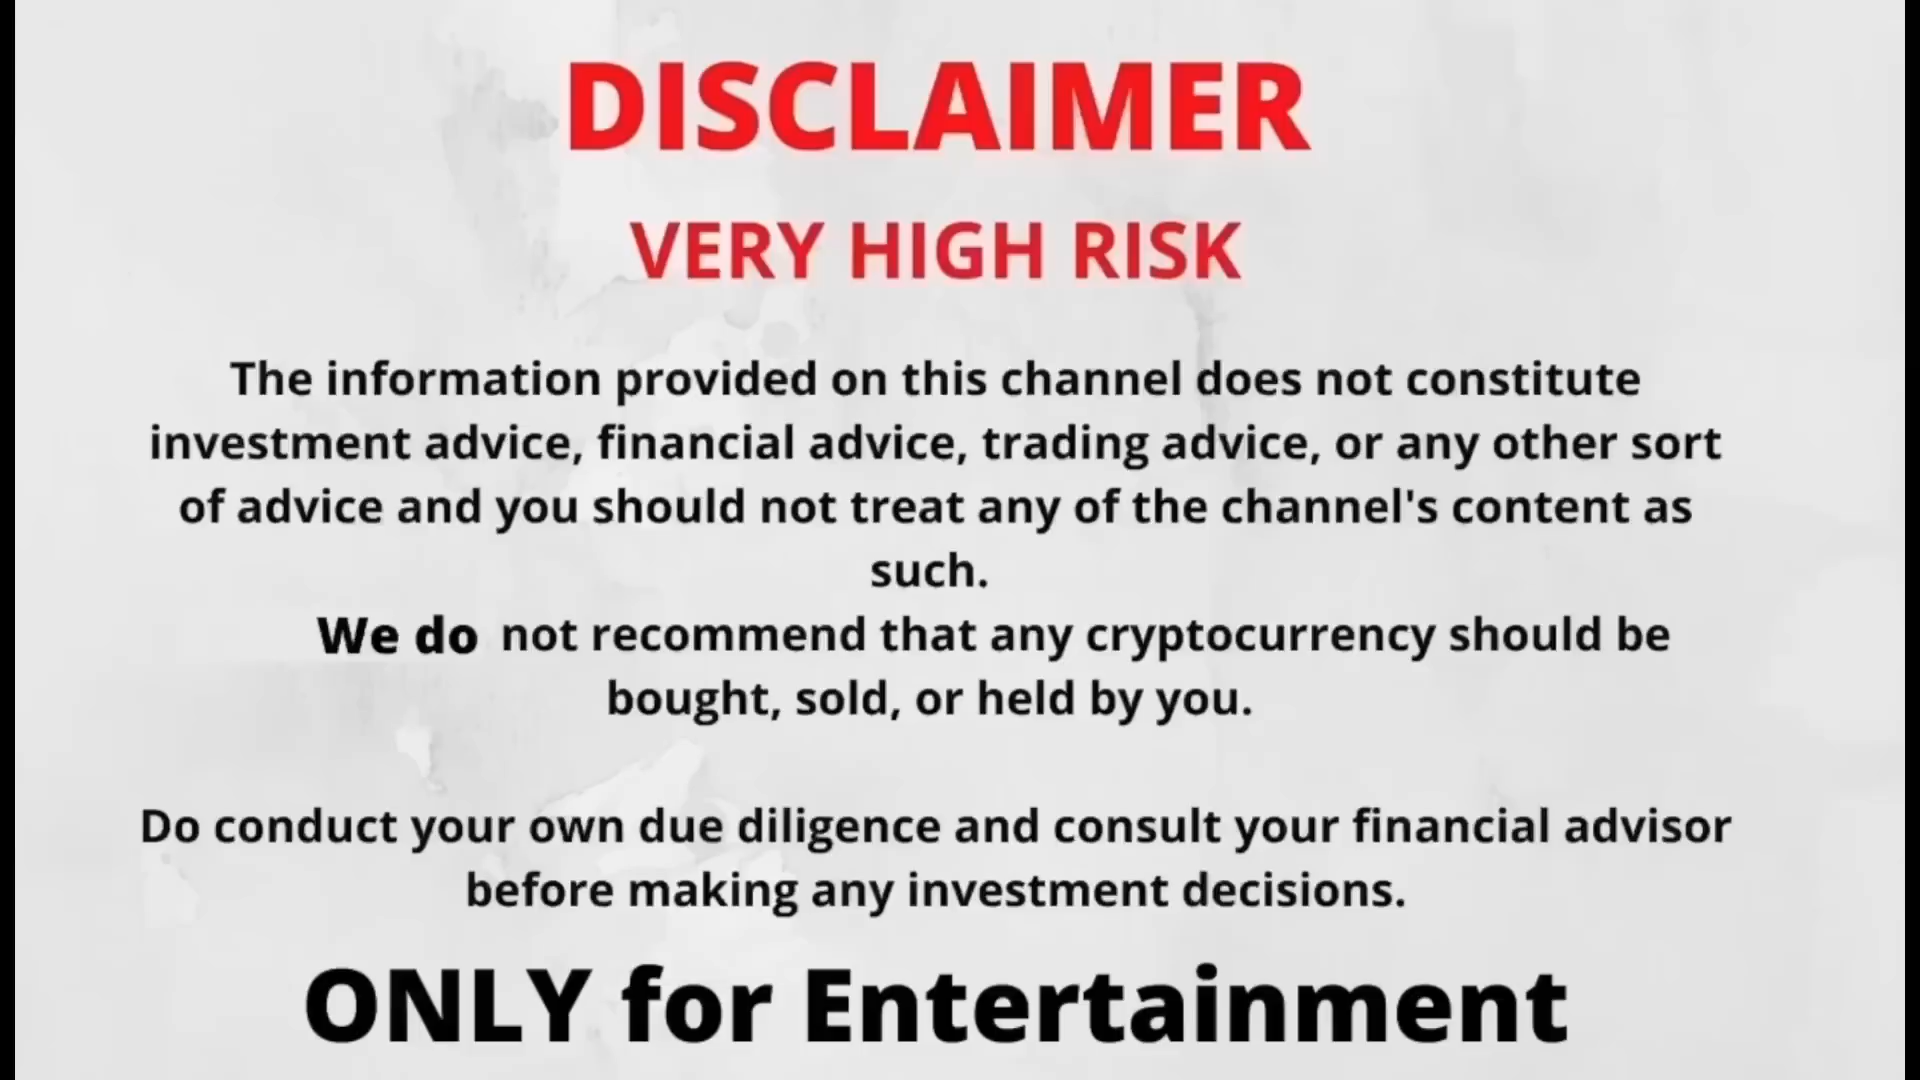 DISCLAIMER
VERY HIGH RISK
The information provided on this channel does not constitute
investment advice, financial advice, trading advice, or any other sort
of advice and you should not treat any of the channel's content as
such.
We do not recommend that any cryptocurrency should be
bought, sold, or held by you.
Do conduct your own due diligence and consult your financial advisor
before making any investment decisions.
ONLY for Entertainment